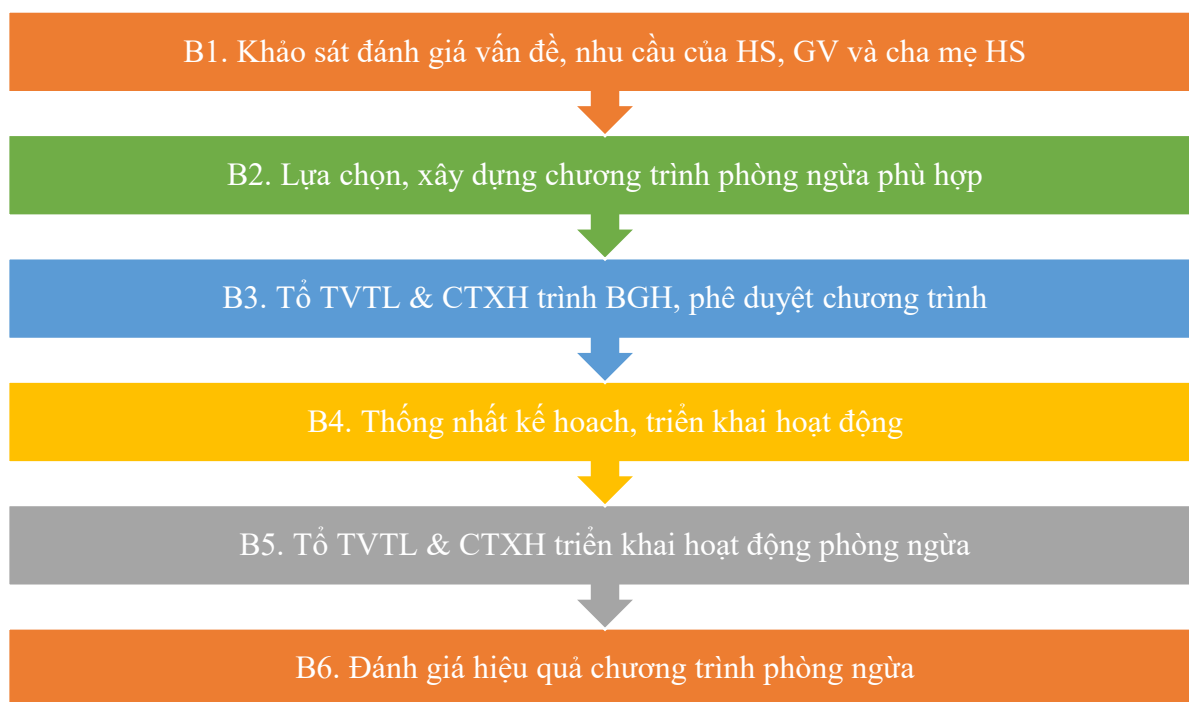 B1. Khảo sát đánh giá vấn đề, nhu cầu của HS, GV và cha mẹ HS
B2. Lựa chọn, xây dựng chương trình phòng ngừa phù hợp
B3. Tổ TVTL & CTXH trình BGH, phê duyệt chương trình
B4. Thống nhất kế hoach, triển khai hoạt động
B5. Tổ TVTL & CTXH triển khai hoạt động phòng ngừa
B6. Đánh giá hiệu quả chương trình phòng ngừa